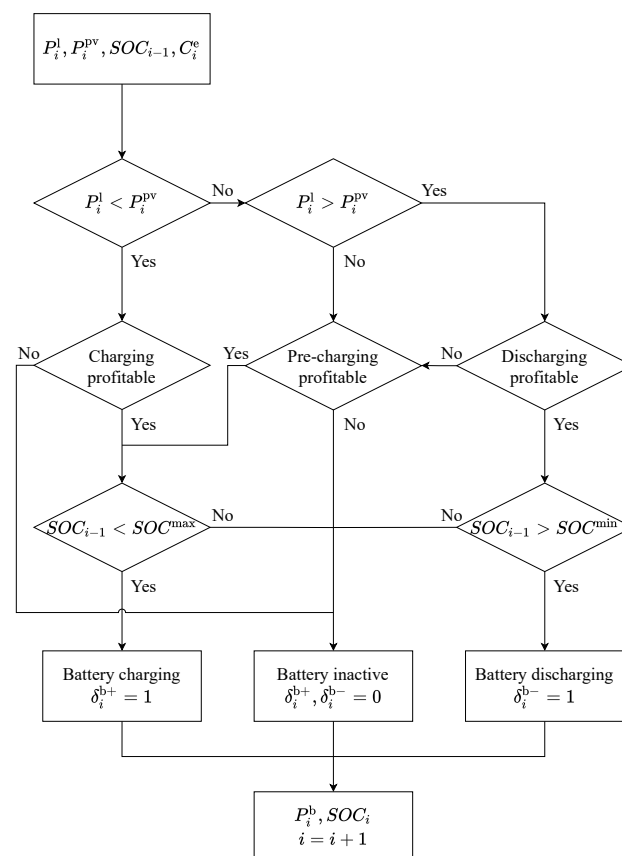 P_i^l, P_i^pv, SOC_{i−1}, C_i^e
P_i^l < P_i^pv
No
P_i^l > P_i^pv
Yes
Yes
No
No
Charging
profitable
Yes
Pre-charging
profitable
No
Discharging
profitable
Yes
No
Yes
SOC_{i−1} < SOC^max
No
No
SOC_{i−1} > SOC^min
Yes
Yes
Battery charging
δ_i^{b+} = 1
Battery inactive
δ_i^{b+}, δ_i^{b−} = 0
Battery discharging
δ_i^{b−} = 1
P_i^b, SOC_i
i = i + 1